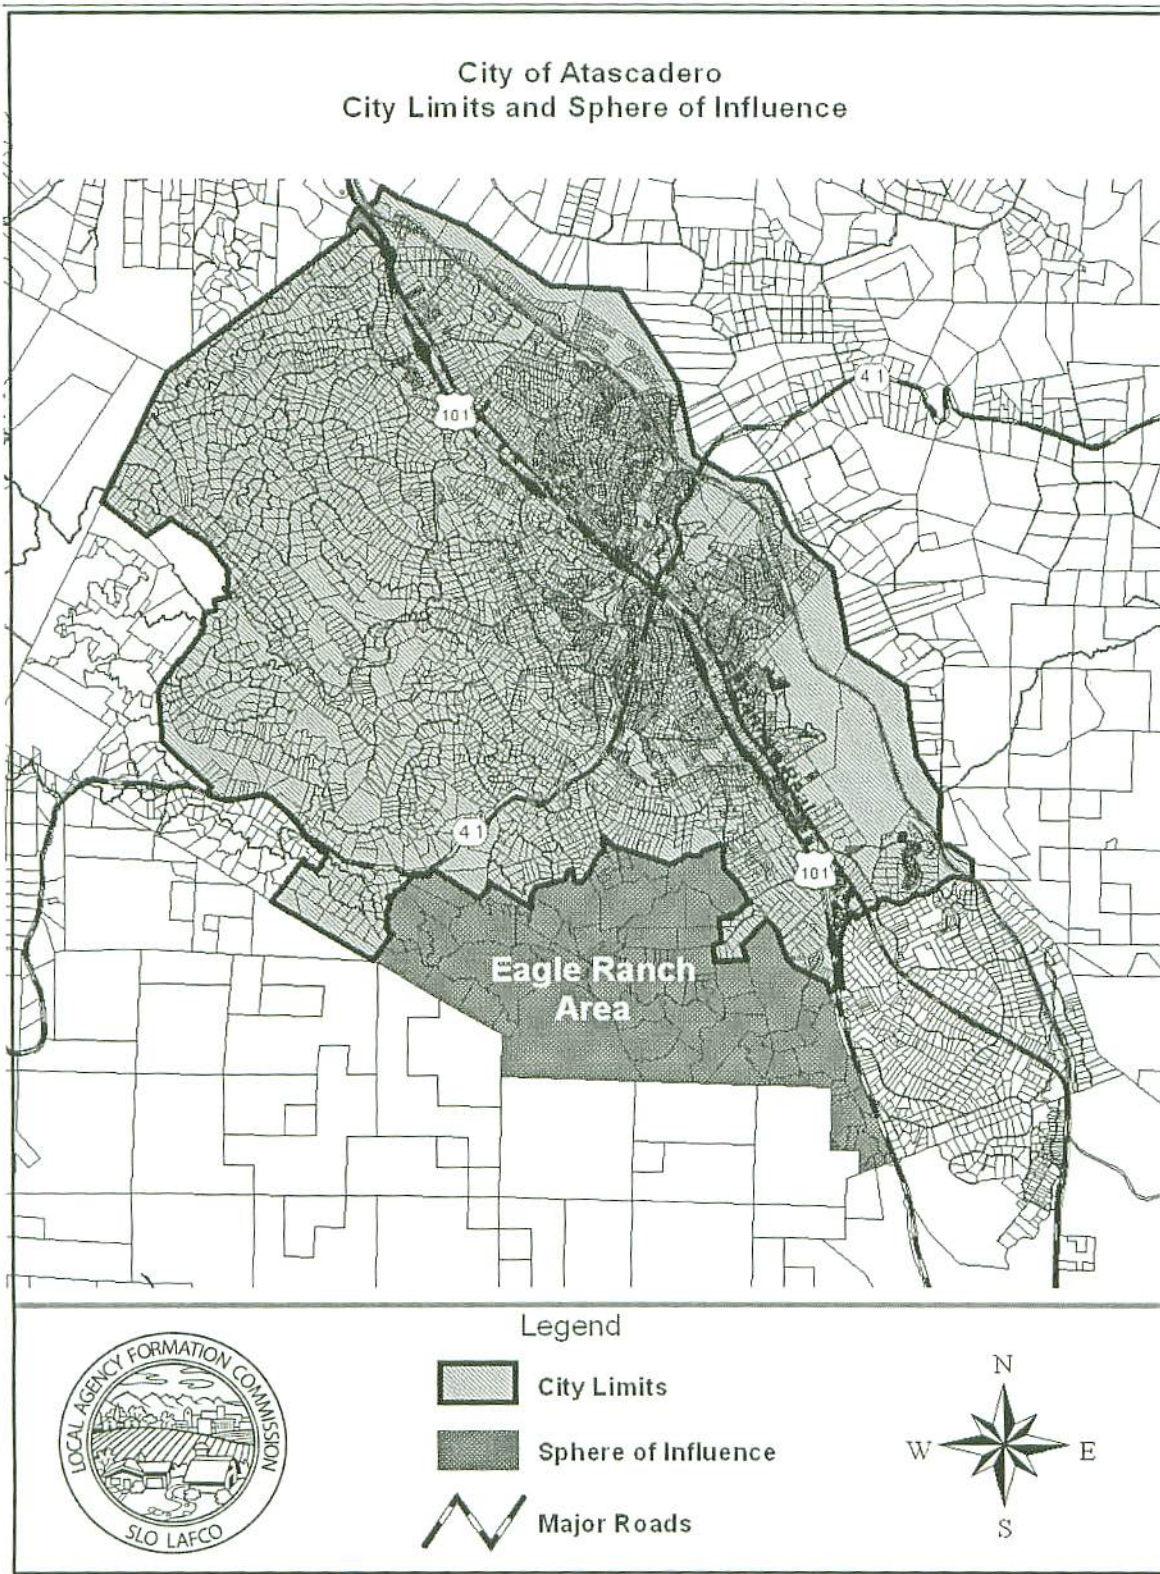 City of Atascadero
City Limits and Sphere of Influence
41
101
41
101
Eagle Ranch
Area
Legend
LOCAL AGENCY FORMATION COMMISSION
SLO LAFCO
City Limits
Sphere of Influence
Major Roads
N
W
E
S